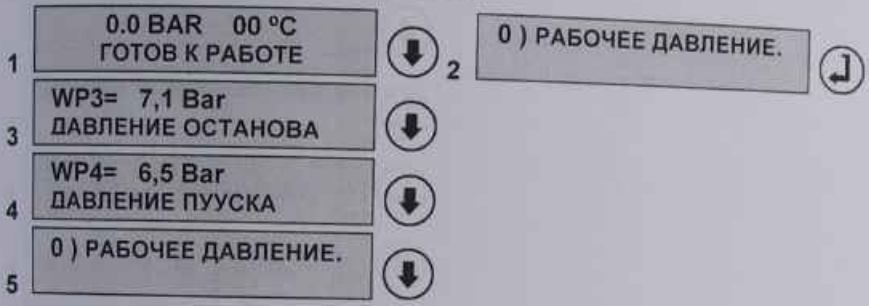 1
0.0 BAR 00 ºC
ГОТОВ К РАБОТЕ
2
0 ) РАБОЧЕЕ ДАВЛЕНИЕ.
3
WP3= 7,1 Bar
ДАВЛЕНИЕ ОСТАНОВА
4
WP4= 6,5 Bar
ДАВЛЕНИЕ ПУУСКА
5
0 ) РАБОЧЕЕ ДАВЛЕНИЕ.